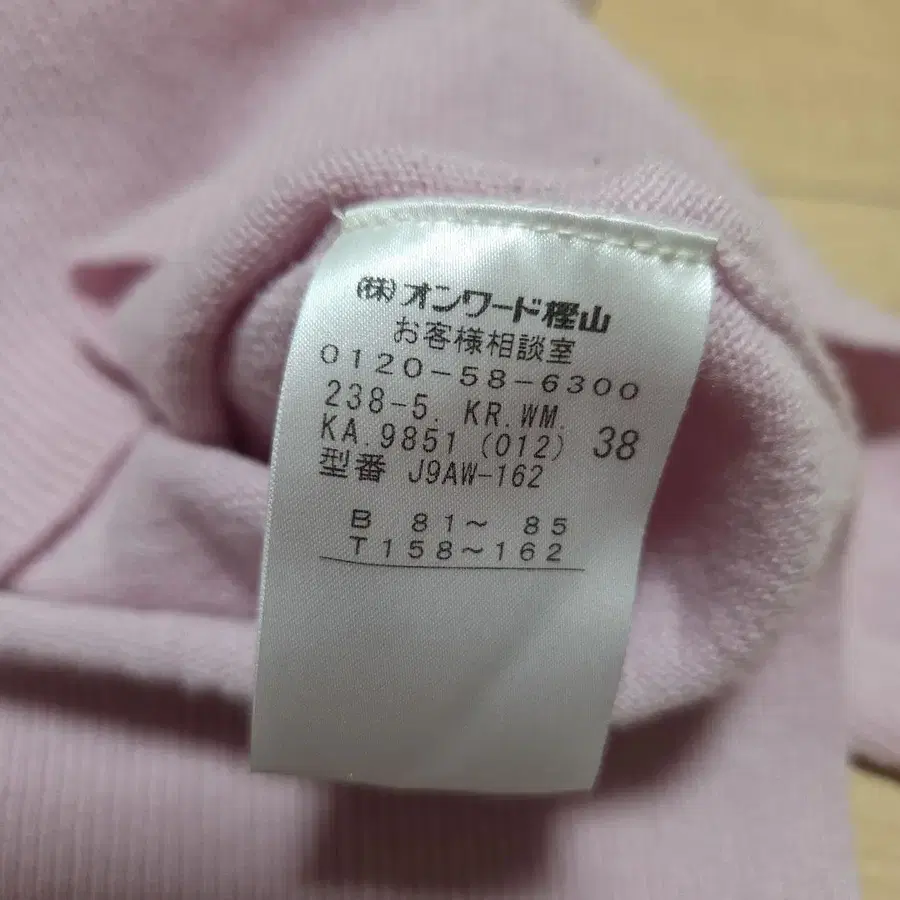 ㈱オンワード樫山
お客様相談室
0120-58-6300
238-5. KR.WM.
KA.9851 (012) 38
型番 J9AW-162
B 81～ 85
T158～162